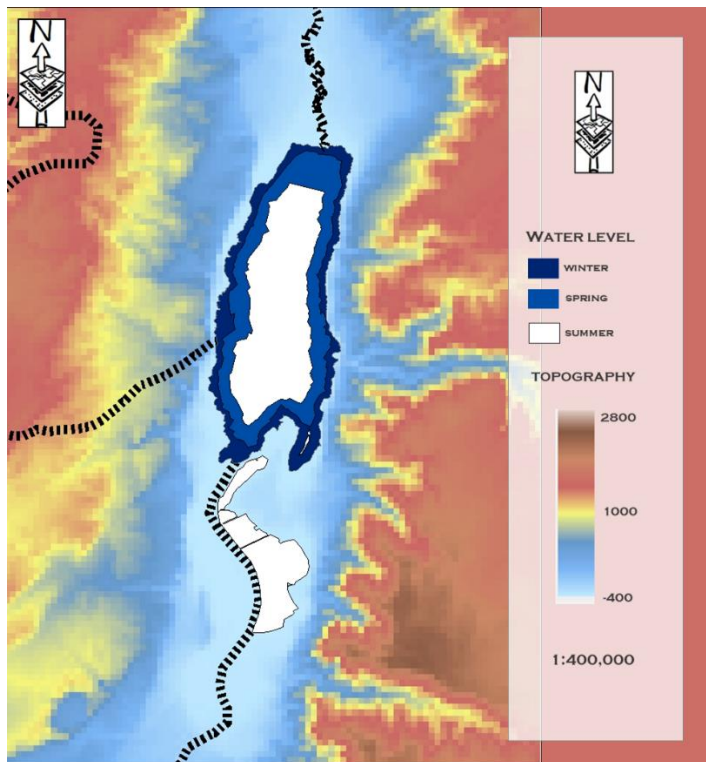 N
N
WATER LEVEL
WINTER
SPRING
SUMMER
TOPOGRAPHY
2800
1000
-400
1:400,000